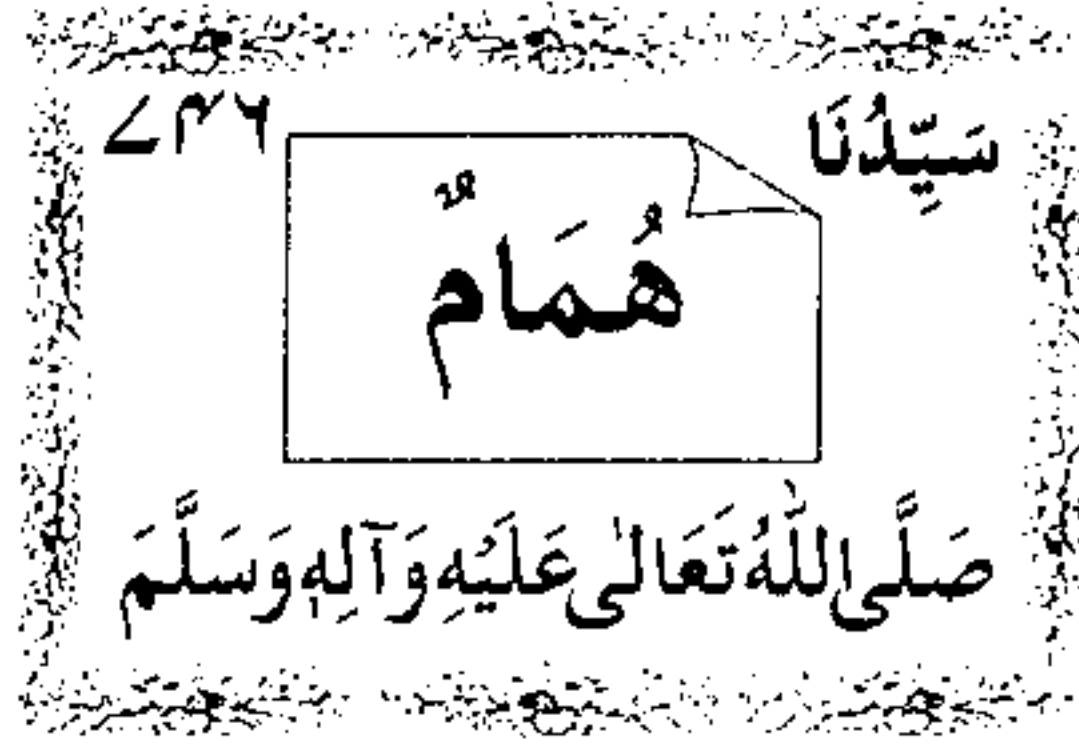 سَيِّدُنَا
۷۴۶
هُمَامٌ
صَلَّى اللّٰهُ تَعَالٰى عَلَيْهِ وَآلِهٖ وَسَلَّمَ